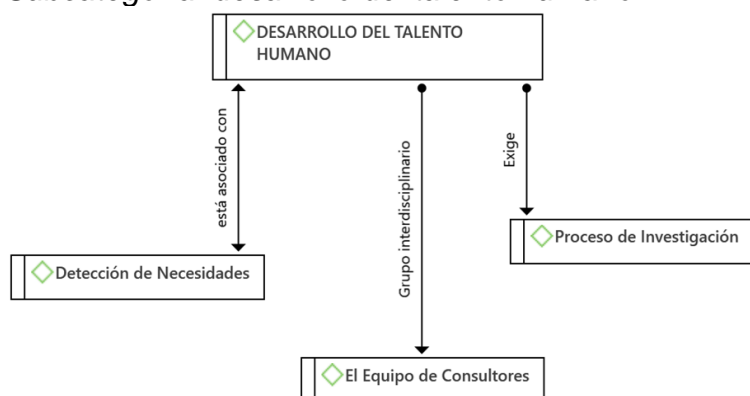 DESARROLLO DEL TALENTO
HUMANO
está asociado con
Grupo interdisciplinario
Exige
Proceso de Investigación
Detección de Necesidades
El Equipo de Consultores